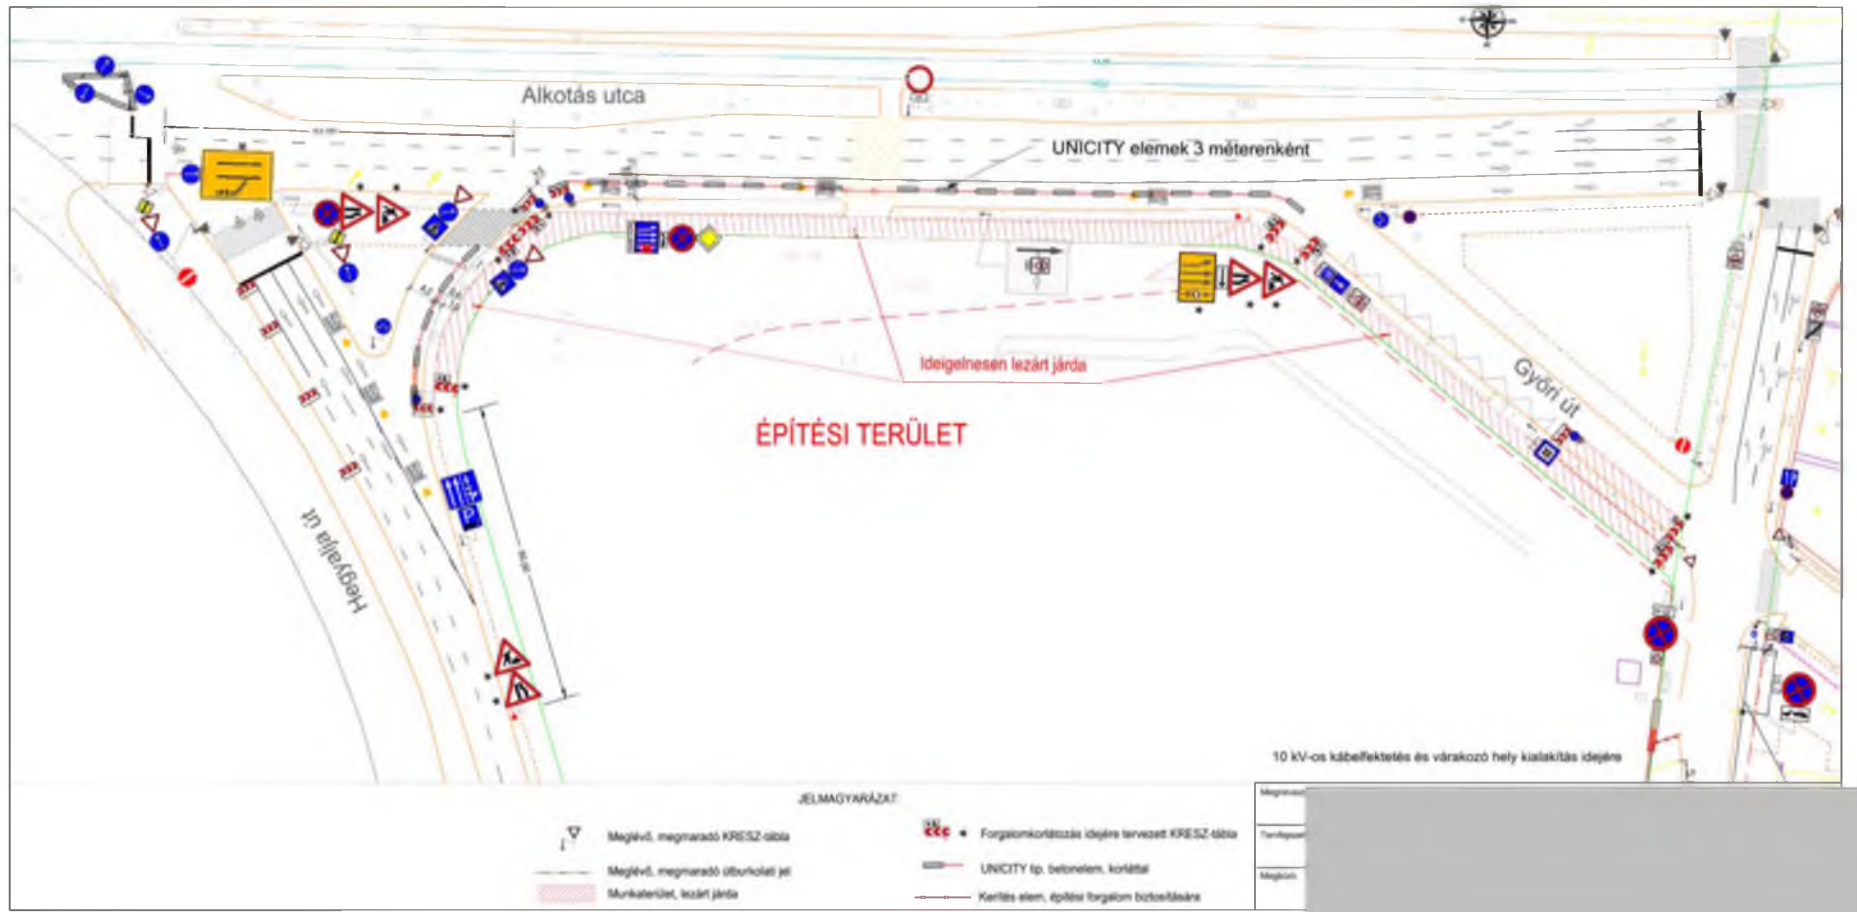 Alkotás utca
UNICITY elemek 3 méterenként
Ideigelnesen lezárt járda
ÉPÍTÉSI TERÜLET
Győri út
Hegyalja út
10 kV-os kábelfektetés és várakozó hely kialakítás idejére
JELMAGYARÁZAT:
Meglévő, megmaradó KRESZ-tábla
Forgalomkorlátozás idejére tervezett KRESZ-tábla
Meglévő, megmaradó útburkolati jel
UNICITY tip. betonelem, korláttal
Munkaterület, lezárt járda
Kerítés elem, építési forgalom biztosítására